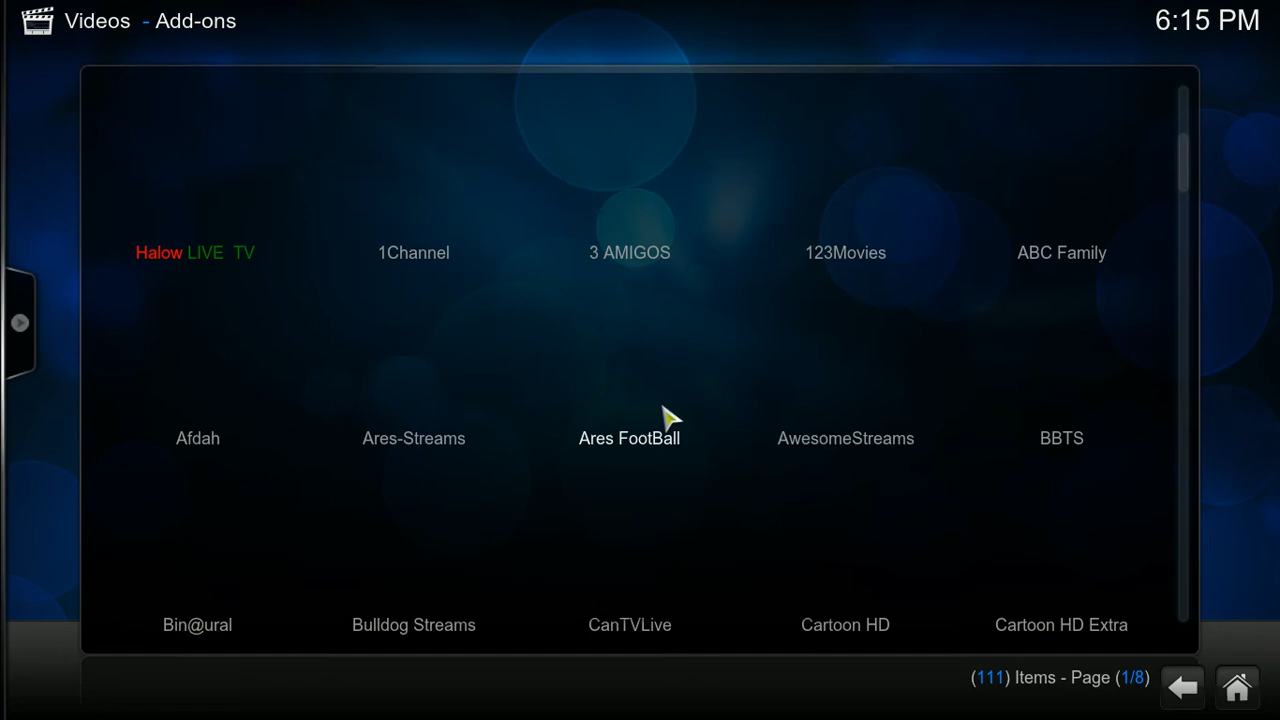 Videos - Add-ons
6:15 PM
Halow LIVE TV
1Channel
3 AMIGOS
123Movies
ABC Family
Afdah
Ares-Streams
Ares FootBall
AwesomeStreams
BBTS
Bin@ural
Bulldog Streams
CanTVLive
Cartoon HD
Cartoon HD Extra
(111) Items - Page (1/8)